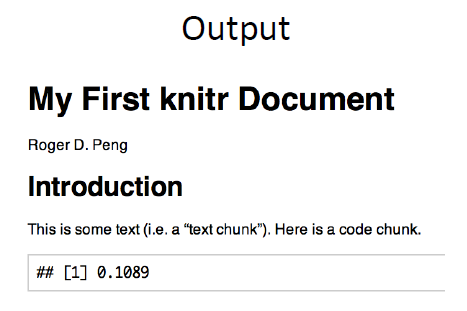 Output
My First knitr Document
Roger D. Peng
Introduction
This is some text (i.e. a “text chunk”). Here is a code chunk.
## [1] 0.1089